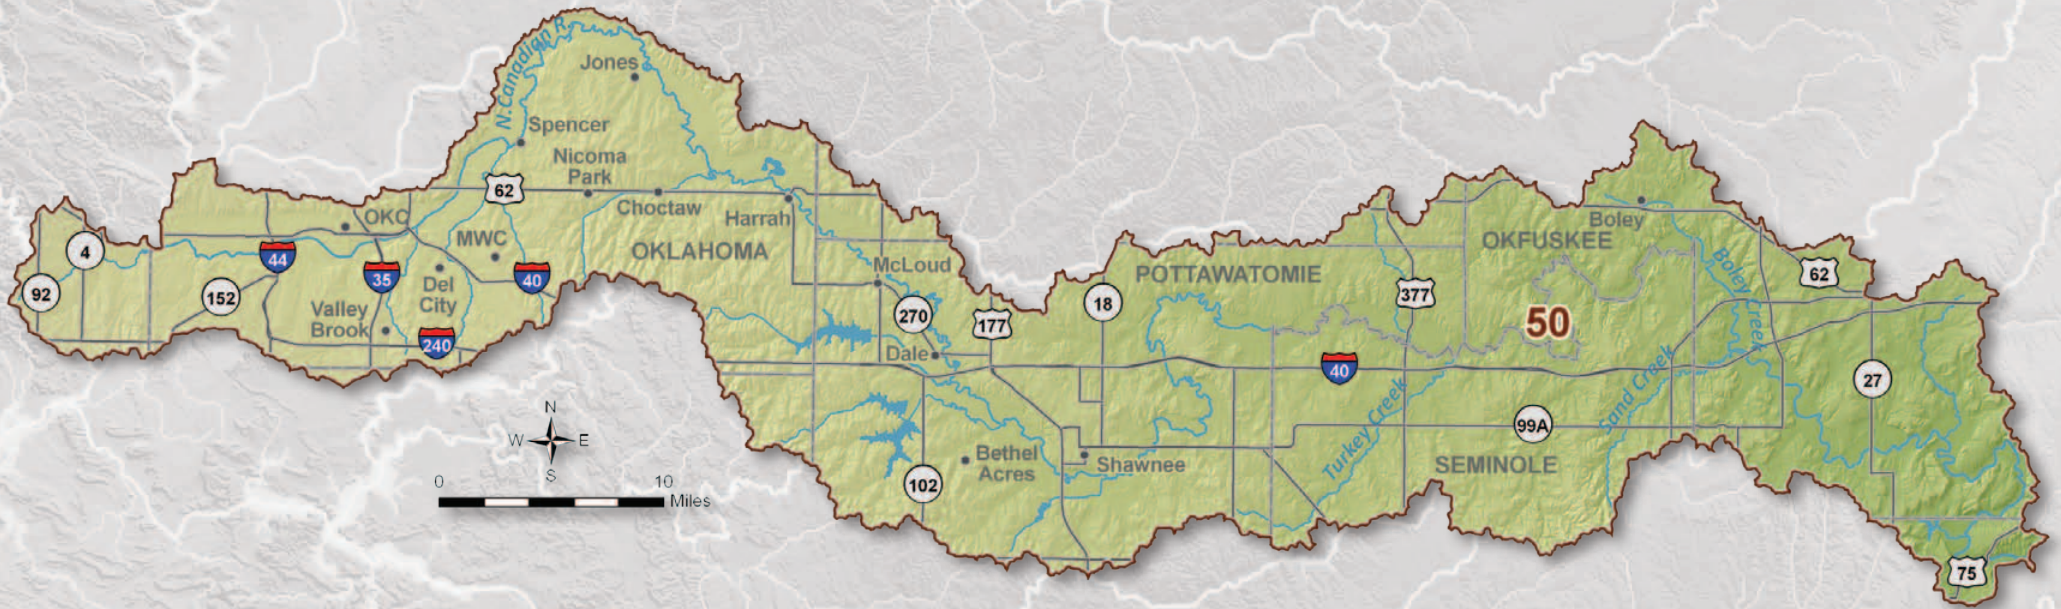 N. Canadian R.
Jones
Spencer
Nicoma
Park
62
Choctaw
Harrah
OKC
MWC
OKLAHOMA
4
44
35
40
92
152
Del
City
Valley
Brook
240
McLoud
270
177
Dale
18
POTTAWATOMIE
377
OKFUSKEE
Boley
Boley Creek
62
50
40
27
Turkey Creek
Sand Creek
99A
SEMINOLE
Bethel
Acres
Shawnee
102
75
N
W
E
S
0
10
Miles